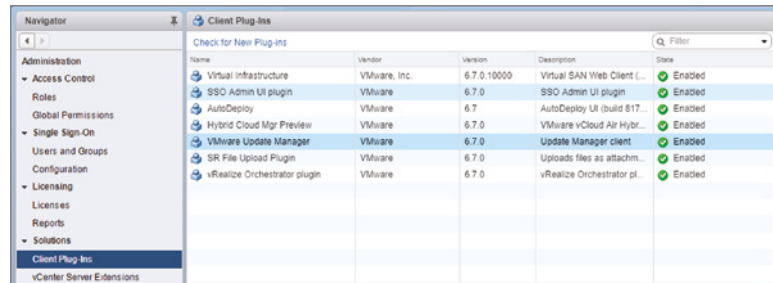 Navigator
Client Plug-Ins
Check for New Plug-ins
Filter
Administration
Access Control
Roles
Global Permissions
Single Sign-On
Users and Groups
Configuration
Licensing
Licenses
Reports
Solutions
Client Plug-Ins
vCenter Server Extensions
Name Vendor Version Description State
Virtual Infrastructure VMware, Inc. 6.7.0.10000 Virtual SAN Web Client (... Enabled
SSO Admin UI plugin VMware 6.7.0 SSO Admin UI plugin Enabled
AutoDeploy VMware 6.7 AutoDeploy UI (build 817... Enabled
Hybrid Cloud Mgr Preview VMware 6.7.0 VMware vCloud Air Hybr... Enabled
VMware Update Manager VMware 6.7.0 Update Manager client Enabled
SR File Upload Plugin VMware 6.7.0 Uploads files as attachm... Enabled
vRealize Orchestrator plugin VMware 6.7.0 vRealize Orchestrator pl... Enabled